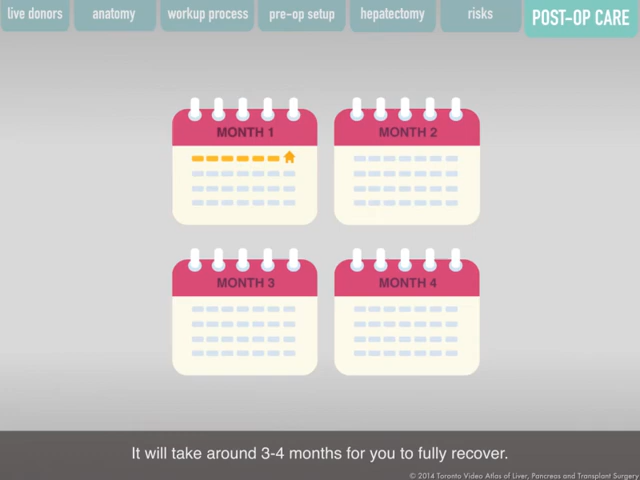 live donors
anatomy
workup process
pre-op setup
hepatectomy
risks
POST-OP CARE
MONTH 1
MONTH 2
MONTH 3
MONTH 4
It will take around 3-4 months for you to fully recover.
© 2014 Toronto Video Atlas of Liver, Pancreas and Transplant Surgery